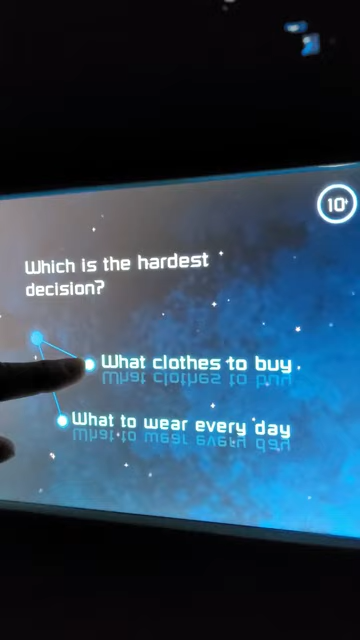 10
Which is the hardest
decision?
What clothes to buy
What to wear every day